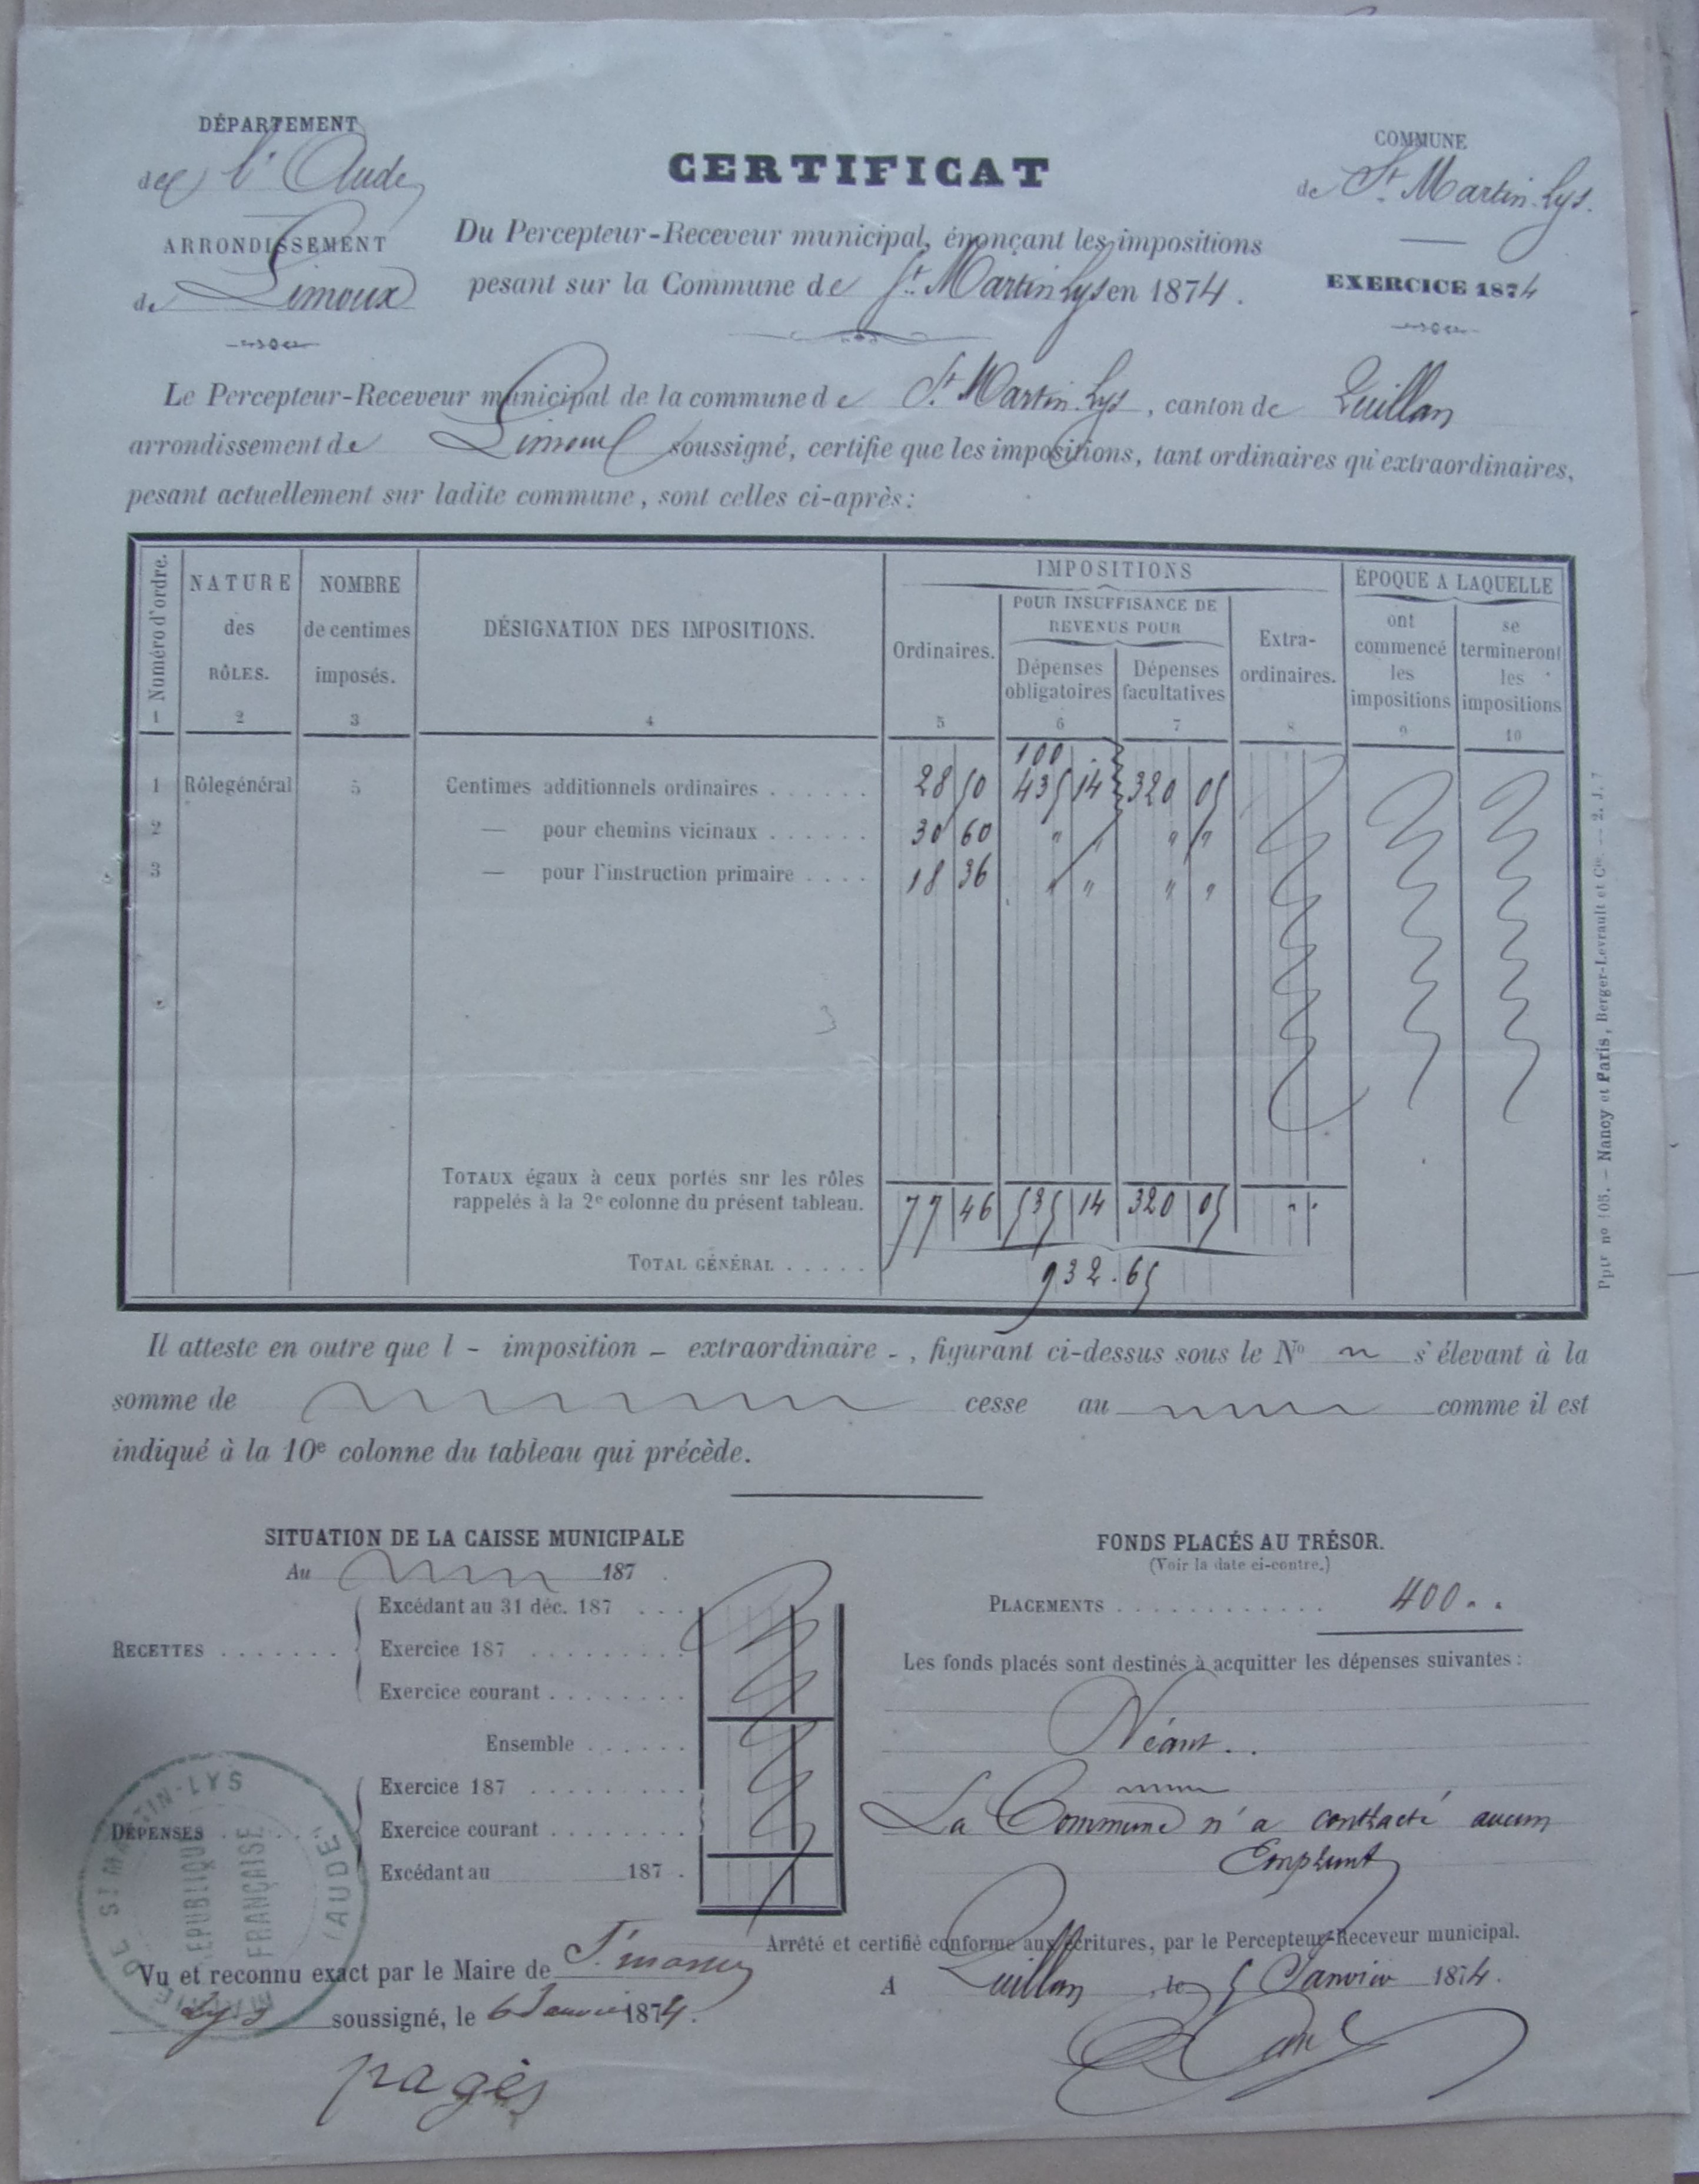 DÉPARTEMENT
de l'Aude
ARRONDISSEMENT
de Limoux
CERTIFICAT
Du Percepteur-Receveur municipal, énonçant les impositions
pesant sur la Commune de St Martin Lys en 1874.
COMMUNE
de St Martin-Lys.
EXERCICE 1874
Le Percepteur-Receveur municipal de la commune de St Martin-Lys, canton de Quillan
arrondissement de Limoux soussigné, certifie que les impositions, tant ordinaires qu'extraordinaires,
pesant actuellement sur ladite commune, sont celles ci-après:
Numéro d'ordre. 1
NATURE des RÔLES. 2
NOMBRE de centimes imposés. 3
DÉSIGNATION DES IMPOSITIONS. 4
IMPOSITIONS
Ordinaires. 5
POUR INSUFFISANCE DE REVENUS POUR
Dépenses obligatoires 6
Dépenses facultatives 7
Extra-ordinaires. 8
ÉPOQUE A LAQUELLE
ont commencé les impositions 9
se termineront les impositions 10
100
1 Rôle général 5 Centimes additionnels ordinaires . . . . . . 28 50 435 14 320 05
2 — pour chemins vicinaux . . . . . . 30 60 " " " "
3 — pour l'instruction primaire . . . . 18 36 " " " "
TOTAUX égaux à ceux portés sur les rôles
rappelés à la 2e colonne du présent tableau. 77 46 535 14 320 05 " "
TOTAL GÉNÉRAL . . . . . 932.65
Ppte no 105. — Nancy et Paris, Berger-Levrault et Cie. — 2. J. 7
Il atteste en outre que l - imposition - extraordinaire -, figurant ci-dessus sous le No s'élevant à la
somme de cesse au comme il est
indiqué à la 10e colonne du tableau qui précède.
SITUATION DE LA CAISSE MUNICIPALE
Au 187 .
RECETTES . . . . . . .
Excédant au 31 déc. 187 . . .
Exercice 187 . . . . . . . . .
Exercice courant . . . . . . .
Ensemble . . . . . .
DÉPENSES . . . . . . .
Exercice 187 . . . . . . . . .
Exercice courant . . . . . . .
Excédant au 187 .
FONDS PLACÉS AU TRÉSOR.
(Voir la date ci-contre.)
PLACEMENTS . . . . . . . . . . . . 400 . .
Les fonds placés sont destinés à acquitter les dépenses suivantes :
Néant . .
La Commune n'a contracté aucun
Emprunt
Arrêté et certifié conforme aux écritures, par le Percepteur-Receveur municipal.
A Quillan, le 5 Janvier 1874.
Vu et reconnu exact par le Maire de St martin
Lys soussigné, le 6 Janvier 1874.
pagès
MAIRIE DE ST MARTIN-LYS (AUDE)
RÉPUBLIQUE
FRANÇAISE